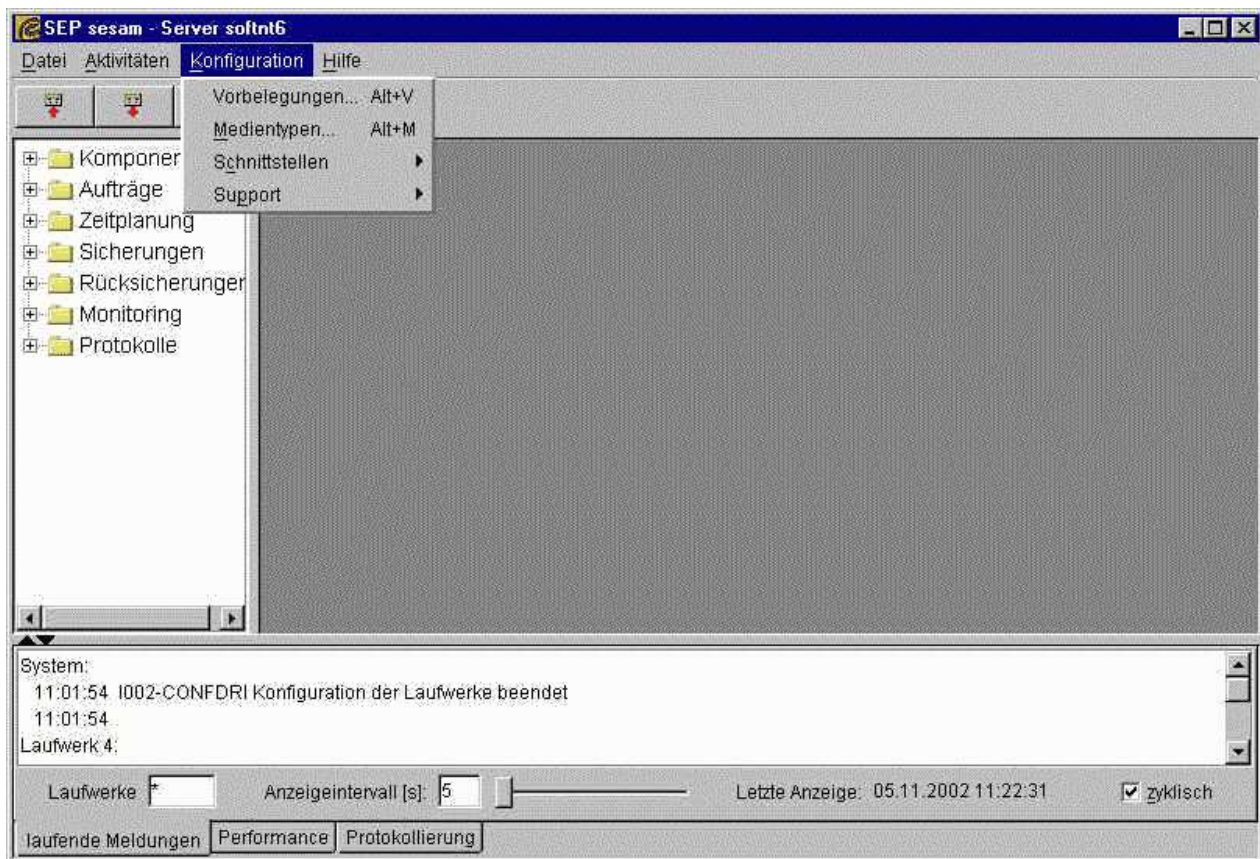 SEP sesam - Server softnt6
Datei Aktivitäten Konfiguration Hilfe
Vorbelegungen... Alt+V
Medientypen... Alt+M
Schnittstellen
Support
Komponer
Aufträge
Zeitplanung
Sicherungen
Rücksicherunger
Monitoring
Protokolle
System:
11:01:54 I002-CONFDRI Konfiguration der Laufwerke beendet
11:01:54
Laufwerk 4:
Laufwerke * Anzeigeintervall [s]: 5 Letzte Anzeige: 05.11.2002 11:22:31 zyklisch
laufende Meldungen Performance Protokollierung